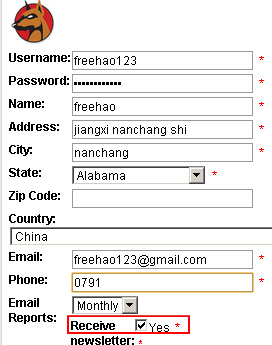 Username: freehao123 *
Password: •••••••••••• *
Name: freehao *
Address: jiangxi nanchang shi *
City: nanchang *
State: Alabama *
Zip Code:
Country:
China
Email: freehao123@gmail.com *
Phone: 0791 *
Email Monthly
Reports:
Receive Yes *
newsletter: *